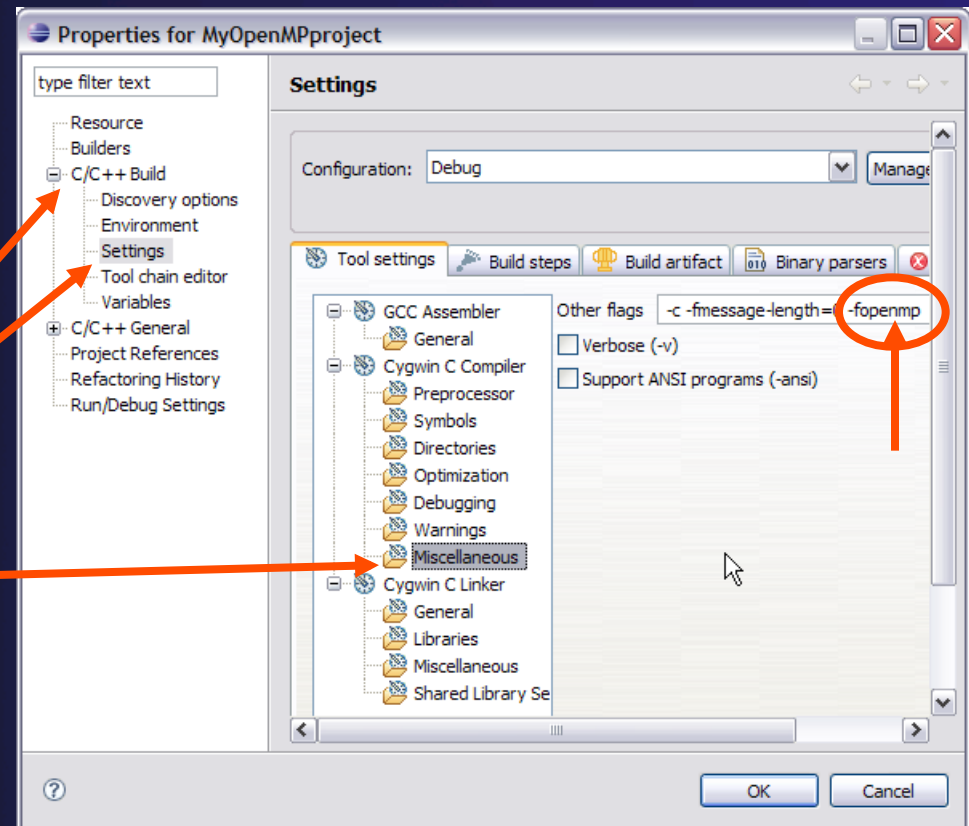 Properties for MyOpenMPproject
type filter text
Resource
Builders
C/C++ Build
Discovery options
Environment
Settings
Tool chain editor
Variables
C/C++ General
Project References
Refactoring History
Run/Debug Settings
Settings
Configuration: Debug
Manage
Tool settings Build steps Build artifact Binary parsers
GCC Assembler
General
Cygwin C Compiler
Preprocessor
Symbols
Directories
Optimization
Debugging
Warnings
Miscellaneous
Cygwin C Linker
General
Libraries
Miscellaneous
Shared Library Se
Other flags -c -fmessage-length= -fopenmp
Verbose (-v)
Support ANSI programs (-ansi)
OK Cancel